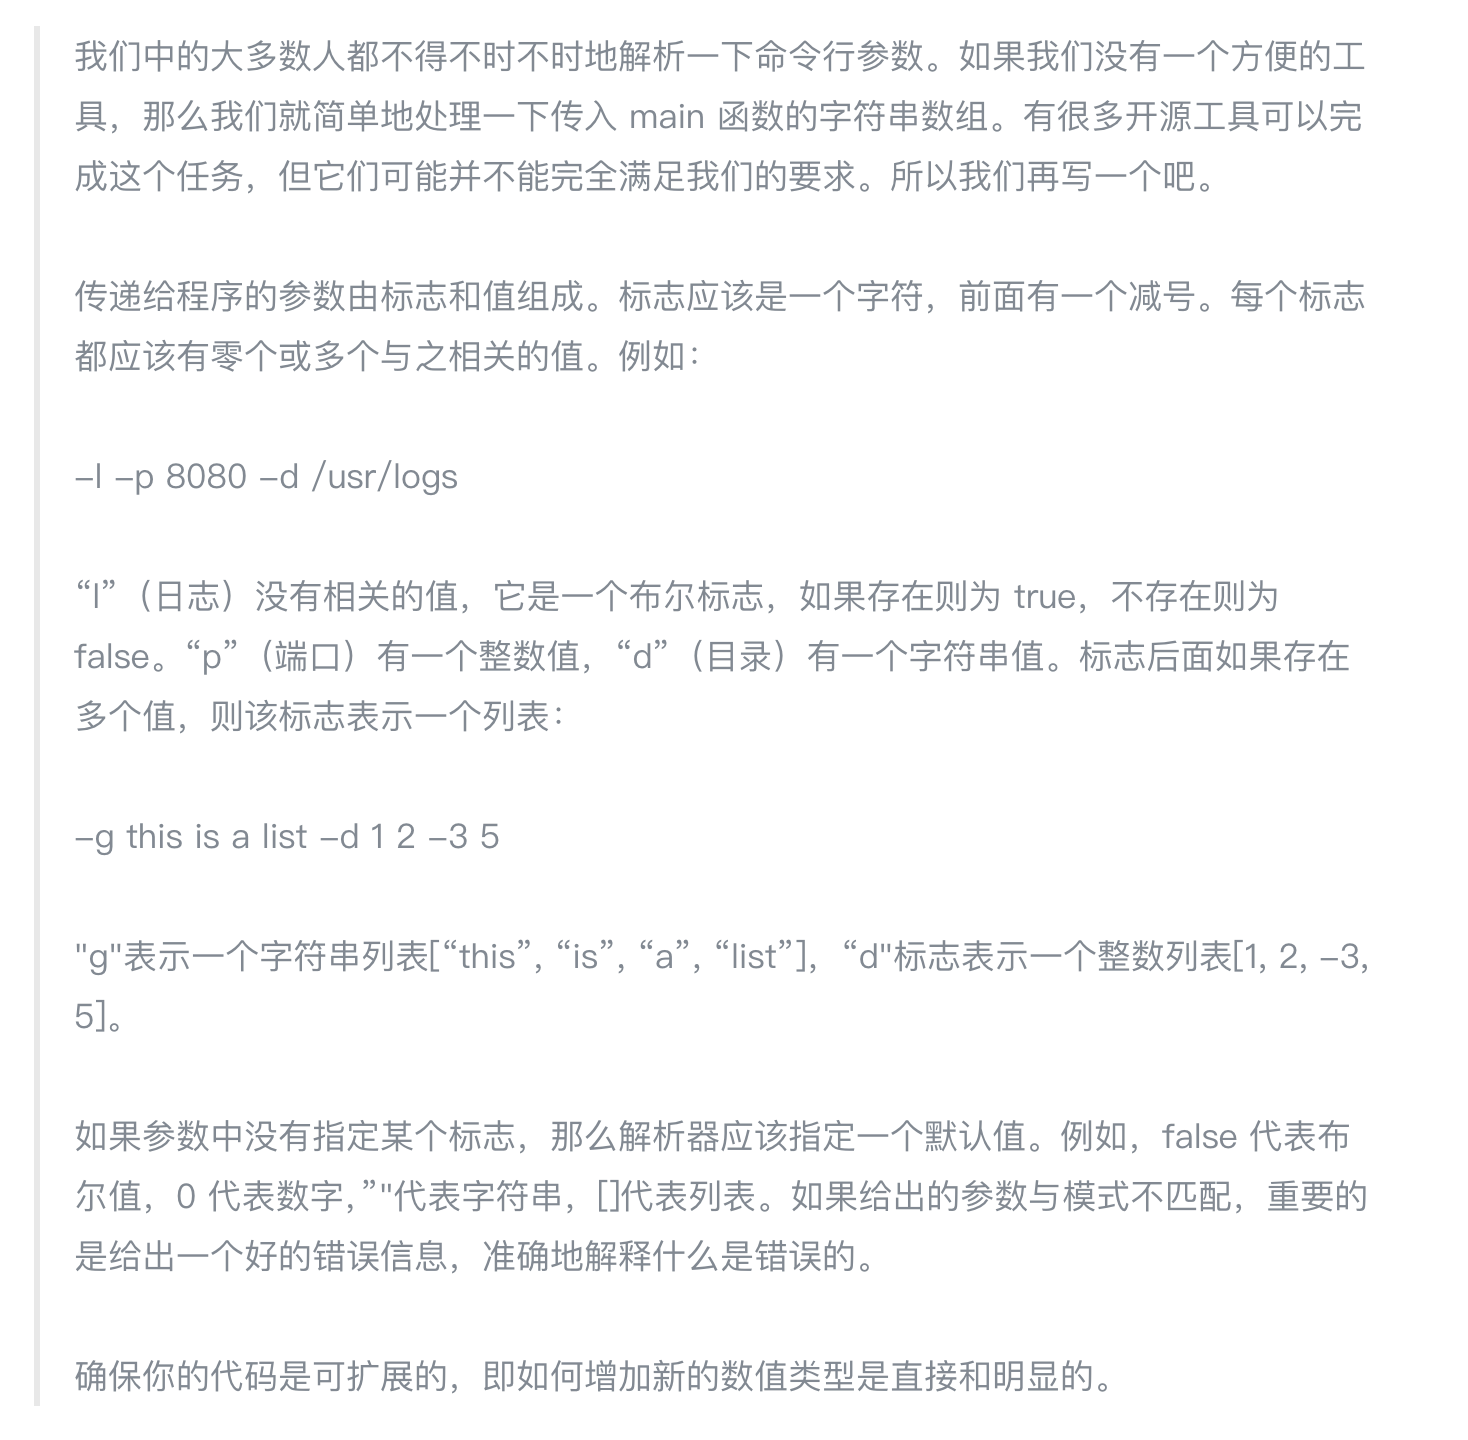 我们中的大多数人都不得不时不时地解析一下命令行参数。如果我们没有一个方便的工
具，那么我们就简单地处理一下传入 main 函数的字符串数组。有很多开源工具可以完
成这个任务，但它们可能并不能完全满足我们的要求。所以我们再写一个吧。
传递给程序的参数由标志和值组成。标志应该是一个字符，前面有一个减号。每个标志
都应该有零个或多个与之相关的值。例如：
-l -p 8080 -d /usr/logs
“l”（日志）没有相关的值，它是一个布尔标志，如果存在则为 true，不存在则为
false。“p”（端口）有一个整数值，“d”（目录）有一个字符串值。标志后面如果存在
多个值，则该标志表示一个列表：
-g this is a list -d 1 2 -3 5
"g"表示一个字符串列表[“this”, “is”, “a”, “list”]，“d"标志表示一个整数列表[1, 2, -3,
5]。
如果参数中没有指定某个标志，那么解析器应该指定一个默认值。例如，false 代表布
尔值，0 代表数字,”"代表字符串，[]代表列表。如果给出的参数与模式不匹配，重要的
是给出一个好的错误信息，准确地解释什么是错误的。
确保你的代码是可扩展的，即如何增加新的数值类型是直接和明显的。